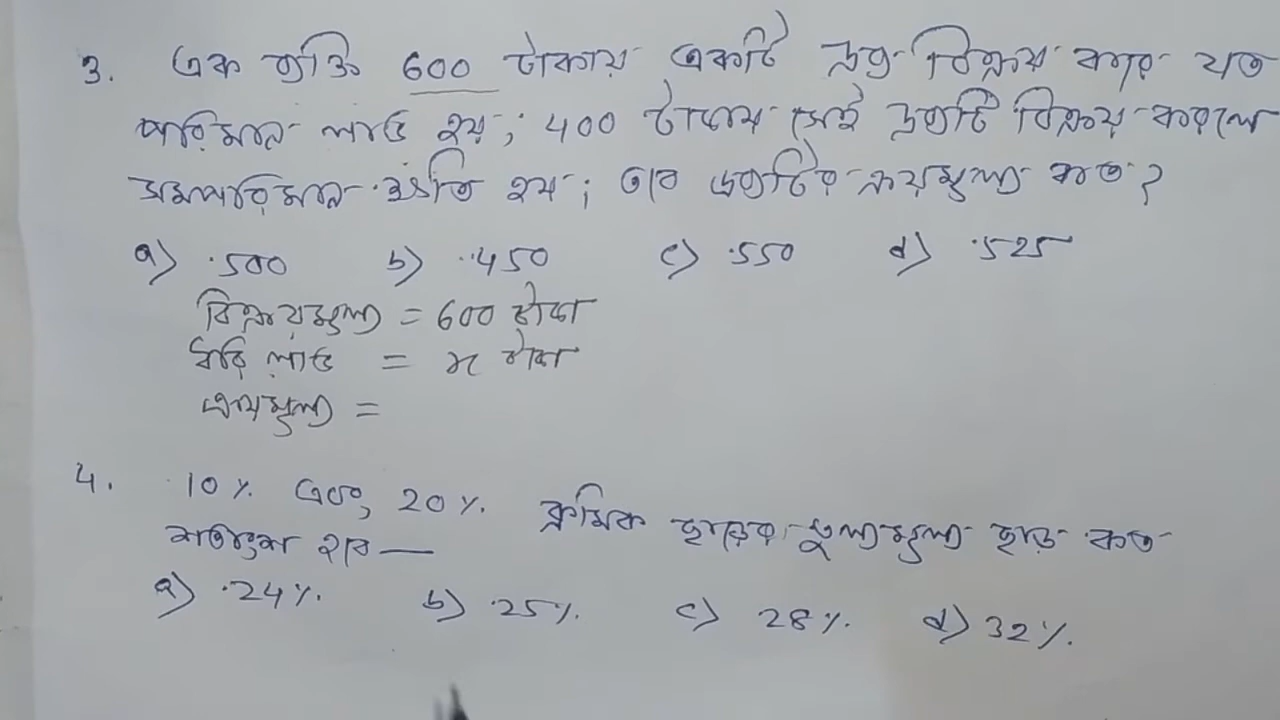 3. এক ব্যক্তি 600 টাকায় একটি দ্রব্য বিক্রয় করে যত
পরিমান লাভ হয়; 400 টাকায় সেই দ্রব্যটি বিক্রয় করলে
সমপরিমান ক্ষতি হয়; তবে দ্রব্যটির ক্রয়মূল্য কত?
a) 500 b) 450 c) 550 d) 525
বিক্রয়মূল্য = 600 টাকা
ধরি লাভ = x টাকা
ক্রয়মূল্য =
4. 10% এবং 20% ক্রমিক ছাড়ের তুল্যমূল্য ছাড় কত
শতাংশ হবে —
a) 24% b) 25% c) 28% d) 32%